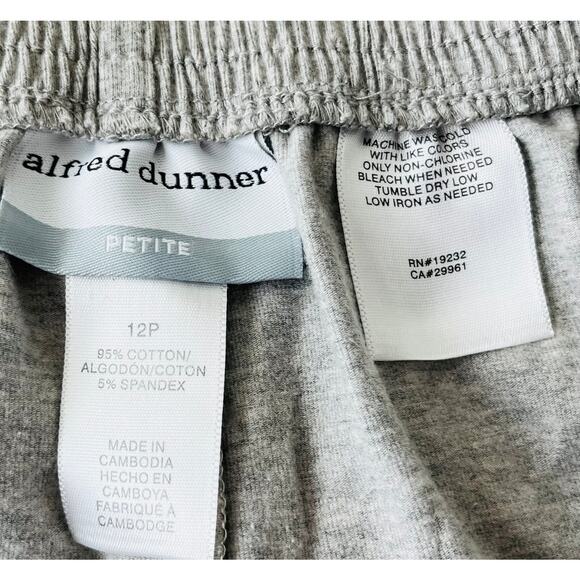 alfred dunner
PETITE
12P
95% COTTON/
ALGODÓN/COTON
5% SPANDEX
MADE IN
CAMBODIA
HECHO EN
CAMBOYA
FABRIQUÉ À
CAMBODGE
MACHINE WASH COLD
WITH LIKE COLORS
ONLY NON-CHLORINE
BLEACH WHEN NEEDED
TUMBLE DRY LOW
LOW IRON AS NEEDED
RN#19232
CA#29961